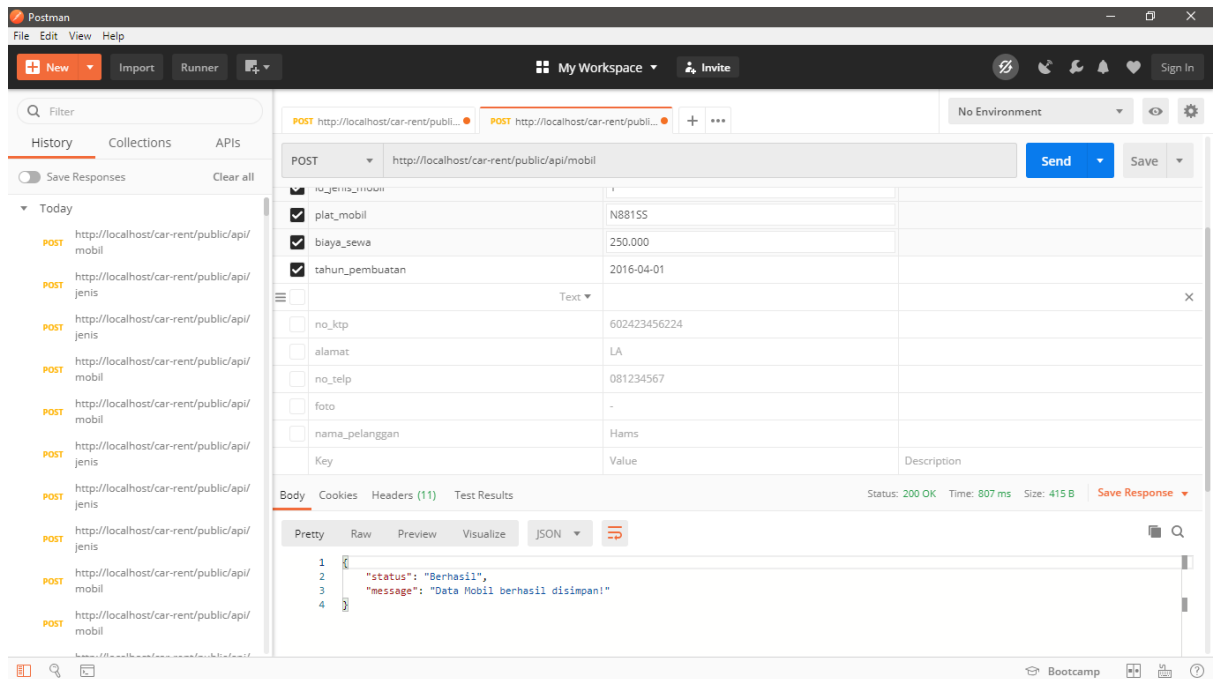 Postman
File Edit View Help
New Import Runner My Workspace Invite Sign In
Filter
History Collections APIs
Save Responses Clear all
Today
POST http://localhost/car-rent/public/api/
mobil
POST http://localhost/car-rent/public/api/
jenis
POST http://localhost/car-rent/public/api/
jenis
POST http://localhost/car-rent/public/api/
mobil
POST http://localhost/car-rent/public/api/
mobil
POST http://localhost/car-rent/public/api/
jenis
POST http://localhost/car-rent/public/api/
jenis
POST http://localhost/car-rent/public/api/
jenis
POST http://localhost/car-rent/public/api/
mobil
POST http://localhost/car-rent/public/api/
mobil
http://localhost/car-rent/public/api/
POST http://localhost/car-rent/publi... POST http://localhost/car-rent/publi... No Environment
POST http://localhost/car-rent/public/api/mobil Send Save
id_jenis_mobil 1
plat_mobil N881SS
biaya_sewa 250.000
tahun_pembuatan 2016-04-01
Text
no_ktp 602423456224
alamat LA
no_telp 081234567
foto -
nama_pelanggan Hams
Key Value Description
Body Cookies Headers (11) Test Results Status: 200 OK Time: 807 ms Size: 415 B Save Response
Pretty Raw Preview Visualize JSON
1 {
2 "status": "Berhasil",
3 "message": "Data Mobil berhasil disimpan!"
4 }
Bootcamp